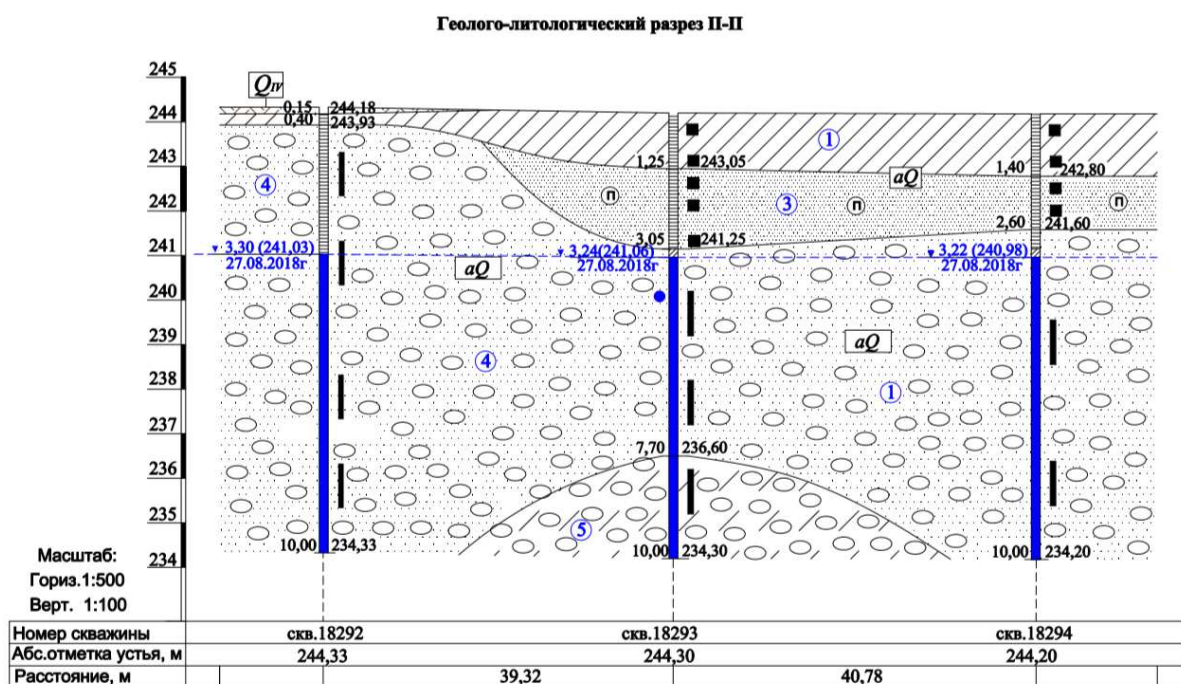 Геолого-литологический разрез II-II
245
244
243
242
241
240
239
238
237
236
235
234
QIV
0,15 244,18
0,40 243,93
4
3,30 (241,03)
27.08.2018г
aQ
4
10,00 234,33
1,25 243,05
п
3,05 241,25
3,24(241,06)
27.08.2018г
7,70 236,60
5
10,00 234,30
1
aQ
3
п
1,40 242,80
2,60 241,60
п
3,22 (240,98)
27.08.2018г
aQ
1
10,00 234,20
Масштаб:
Гориз.1:500
Верт. 1:100
Номер скважины скв.18292 скв.18293 скв.18294
Абс.отметка устья, м 244,33 244,30 244,20
Расстояние, м 39,32 40,78